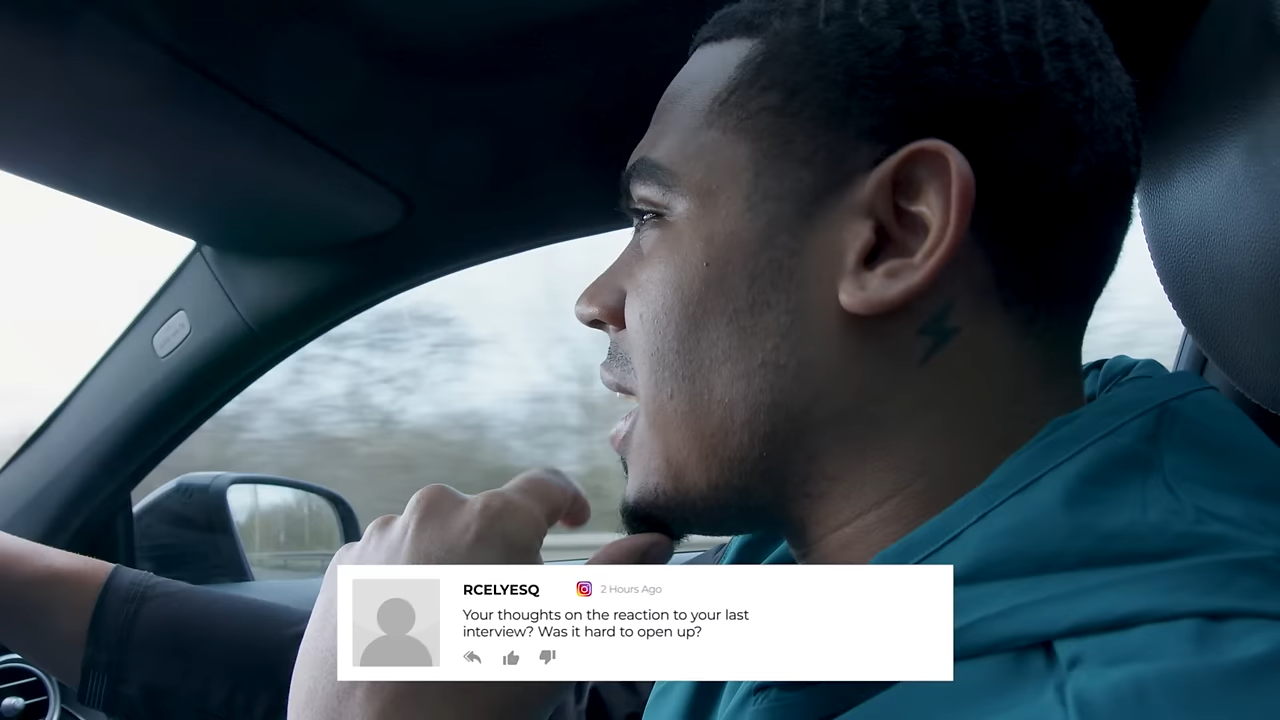 RCELYESQ 2 Hours Ago
Your thoughts on the reaction to your last
interview? Was it hard to open up?